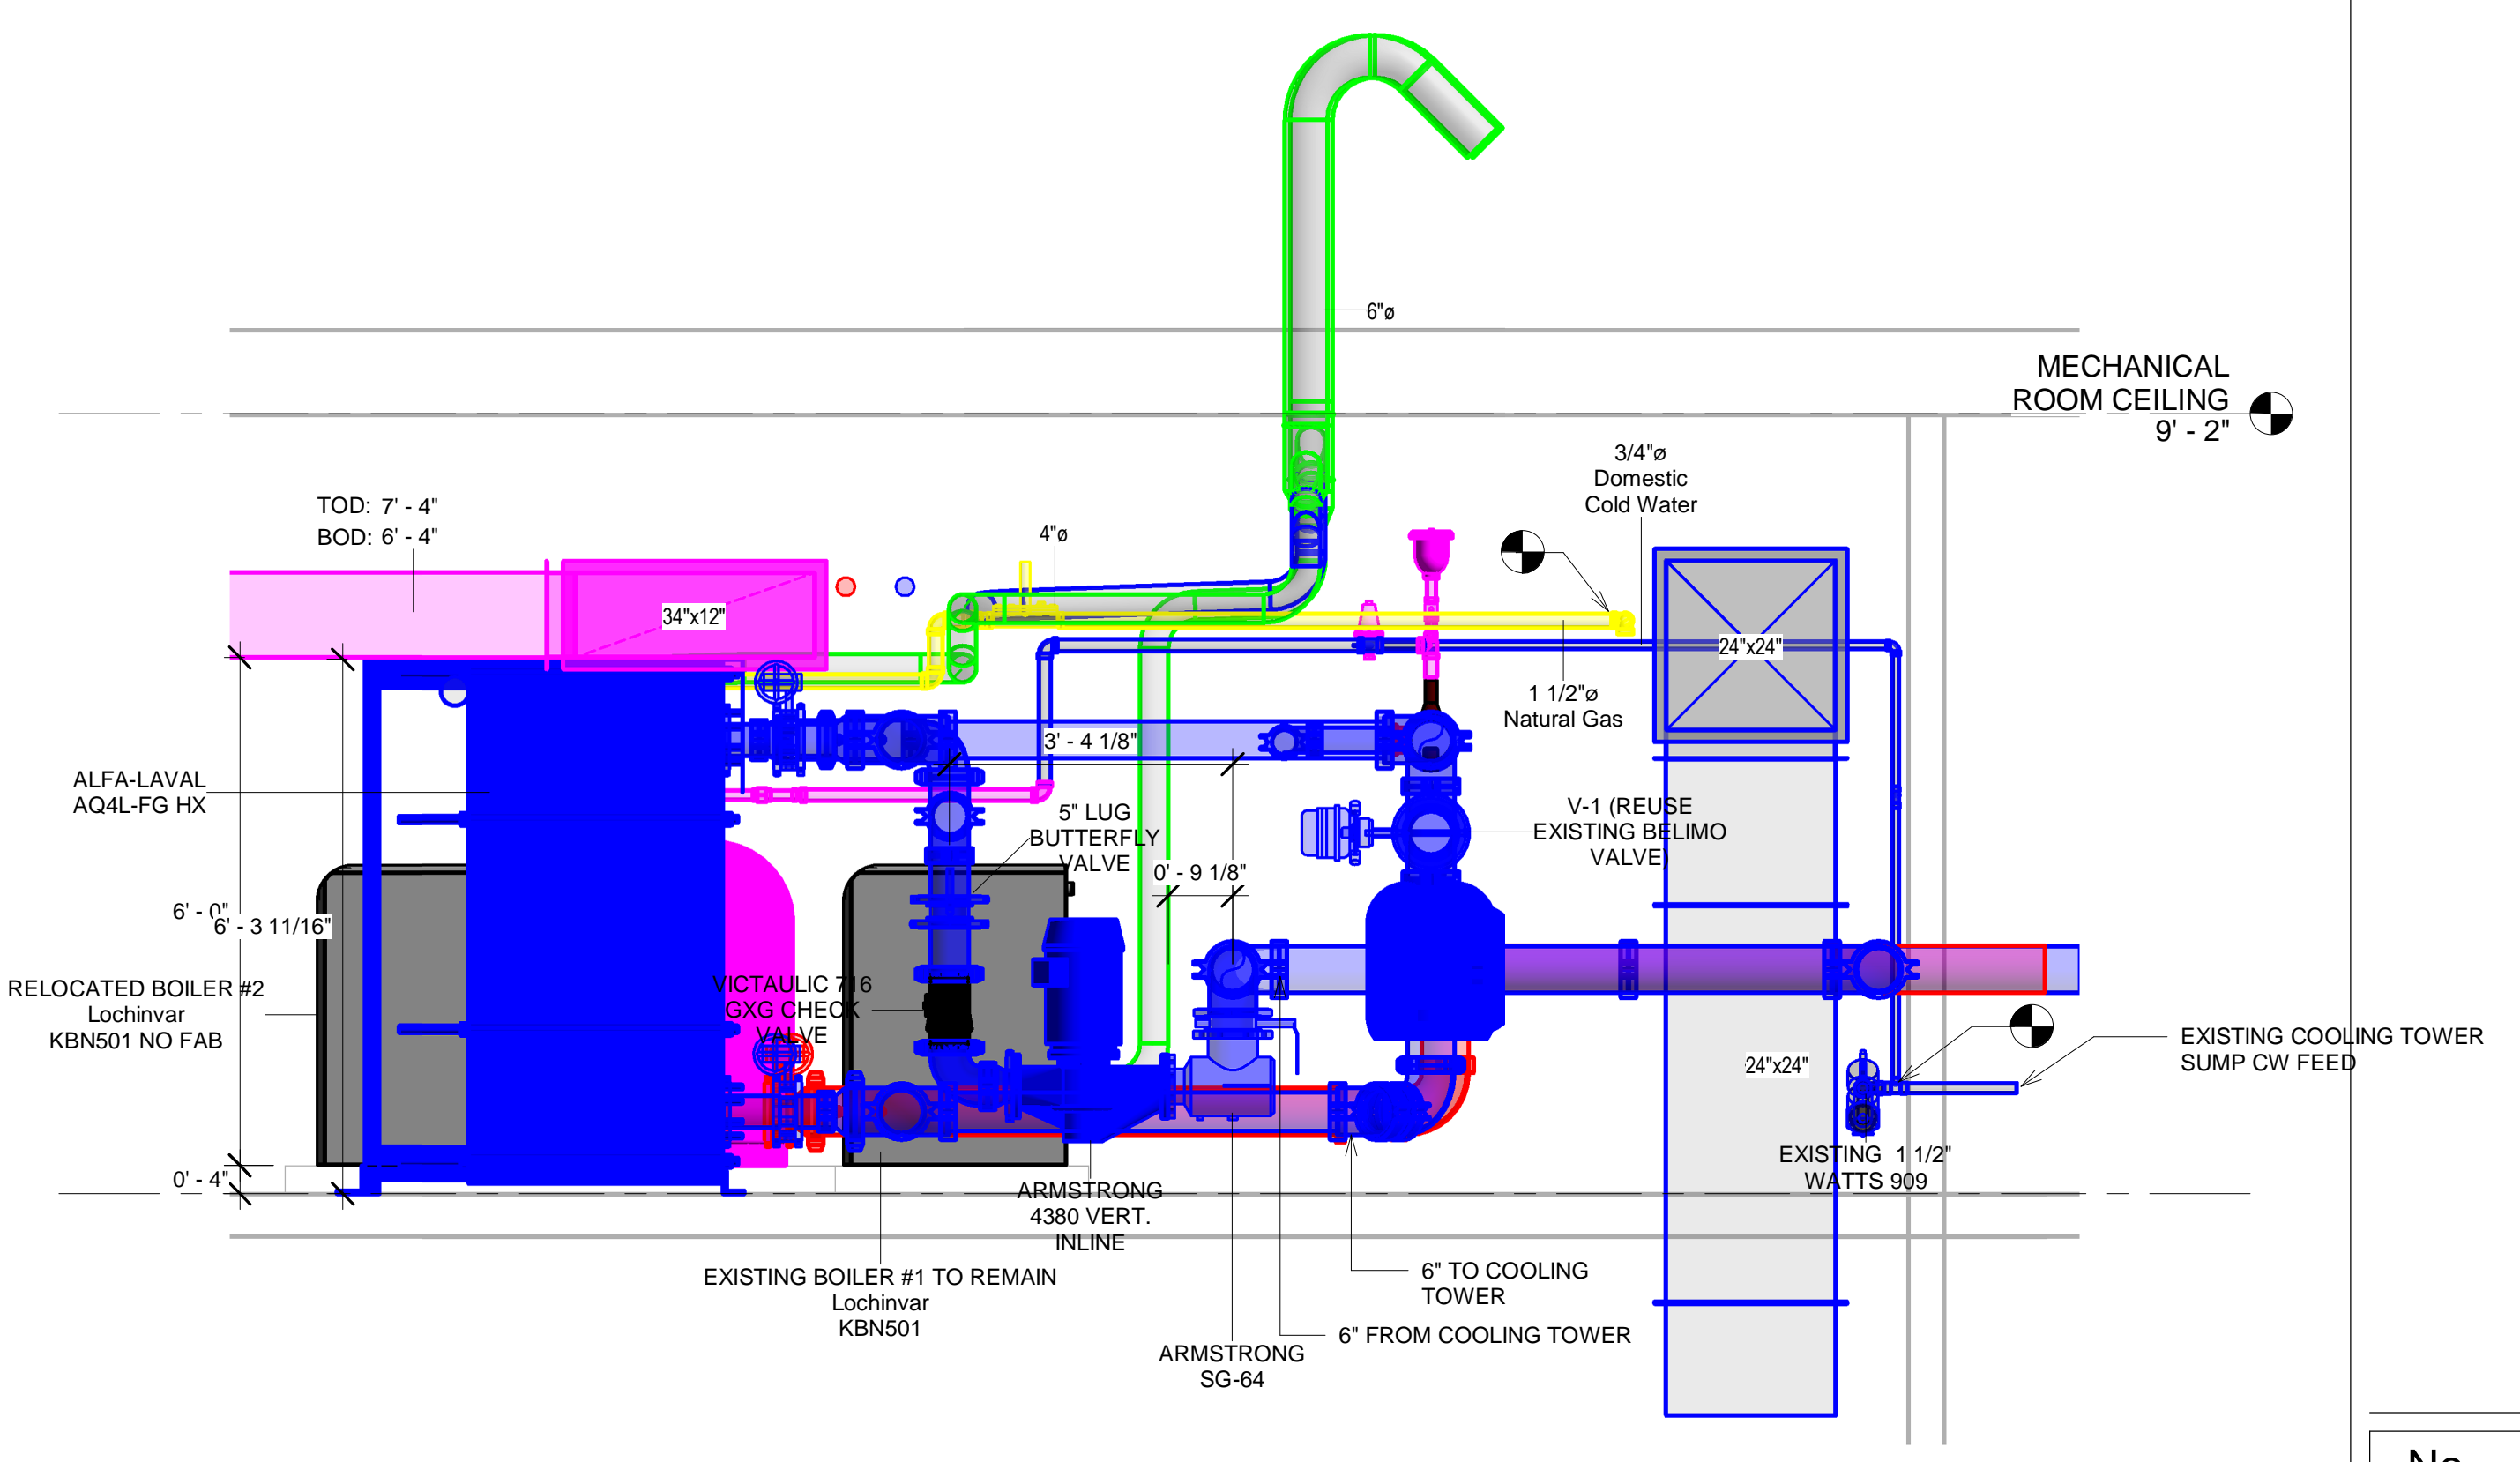 6"ø
MECHANICAL
ROOM CEILING
9' - 2"
3/4"ø
Domestic
Cold Water
TOD: 7' - 4"
BOD: 6' - 4"
4"ø
34"x12"
24"x24"
1 1/2"ø
Natural Gas
3' - 4 1/8"
ALFA-LAVAL
AQ4L-FG HX
5" LUG
BUTTERFLY
VALVE
V-1 (REUSE
EXISTING BELIMO
VALVE)
0' - 9 1/8"
6' - 0"
6' - 3 11/16"
RELOCATED BOILER #2
Lochinvar
KBN501 NO FAB
VICTAULIC 716
GXG CHECK
VALVE
EXISTING COOLING TOWER
SUMP CW FEED
24"x24"
EXISTING 1 1/2"
WATTS 909
0' - 4"
ARMSTRONG
4380 VERT.
INLINE
EXISTING BOILER #1 TO REMAIN
Lochinvar
KBN501
6" TO COOLING
TOWER
6" FROM COOLING TOWER
ARMSTRONG
SG-64